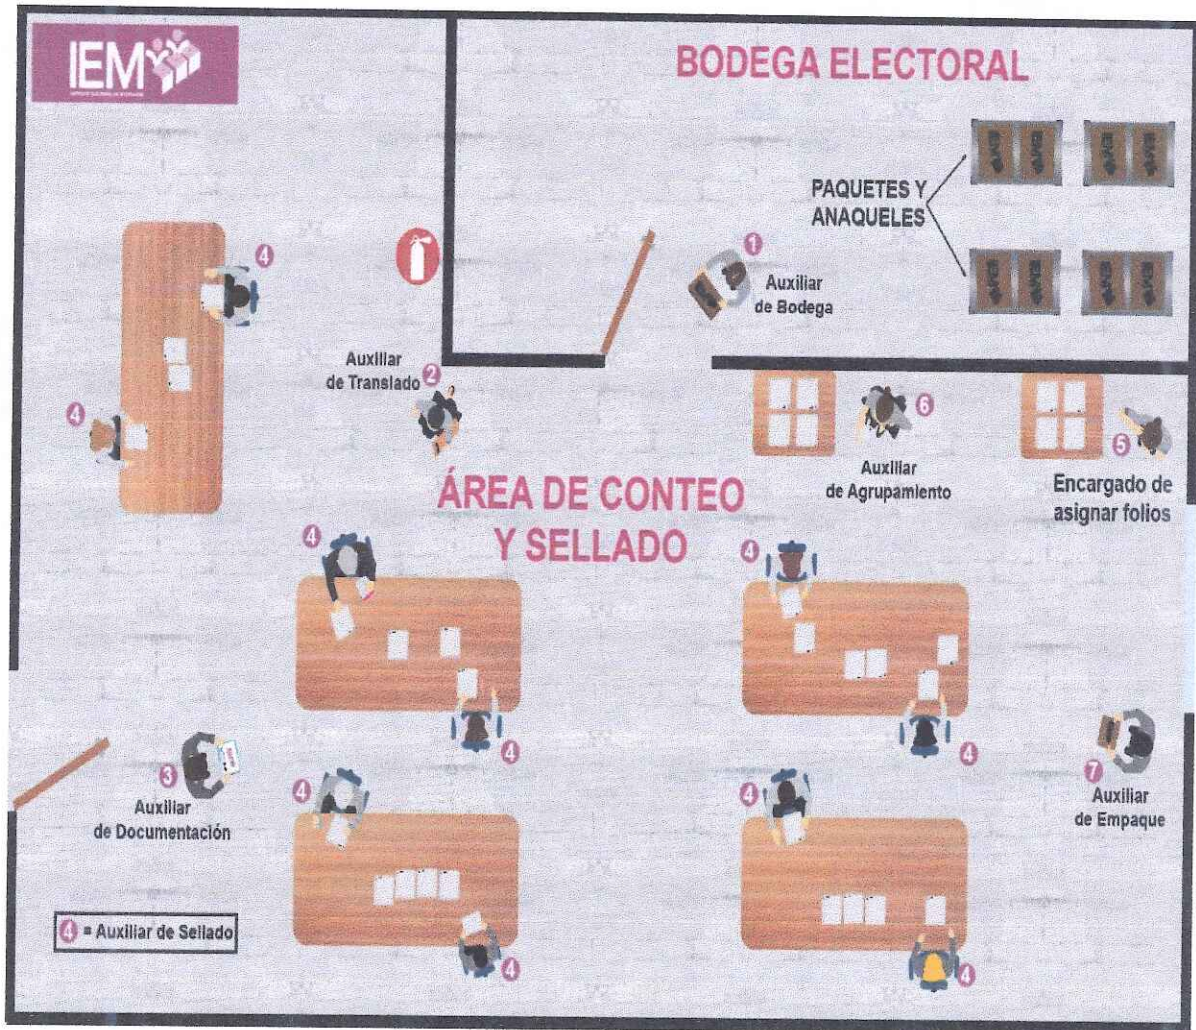 IEM
BODEGA ELECTORAL
PAQUETES Y
ANAQUELES
1
Auxiliar
de Bodega
4
Auxiliar
de Translado 2
4
6
Auxiliar
de Agrupamiento
5
Encargado de
asignar folios
ÁREA DE CONTEO
Y SELLADO
4
4
4
4
3
Auxiliar
de Documentación
4
4
7
Auxiliar
de Empaque
4
4
4 = Auxiliar de Sellado